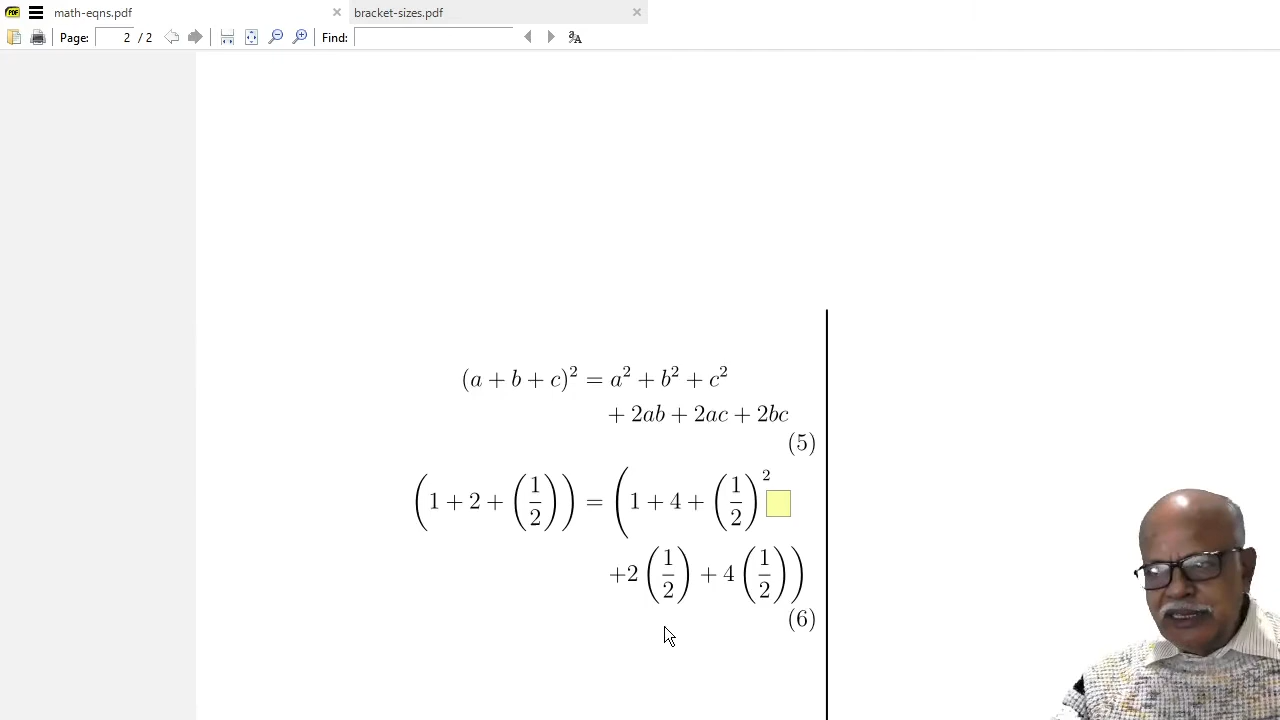 math-eqns.pdf bracket-sizes.pdf
PDF Page: 2 / 2 Find:
(a + b + c)² = a² + b² + c²
+ 2ab + 2ac + 2bc
(5)
(1 + 2 + (1/2)) = (1 + 4 + (1/2)²
+2 (1/2) + 4 (1/2))
(6)